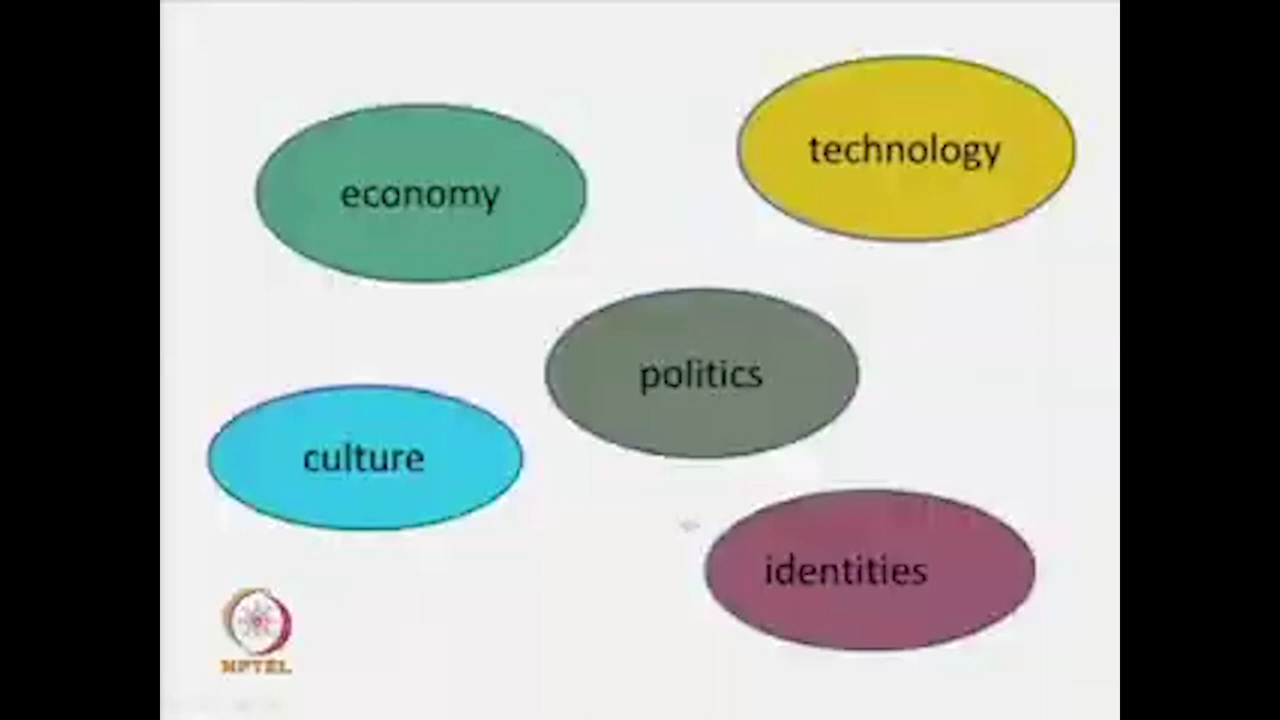 technology
economy
politics
culture
identities
NPTEL